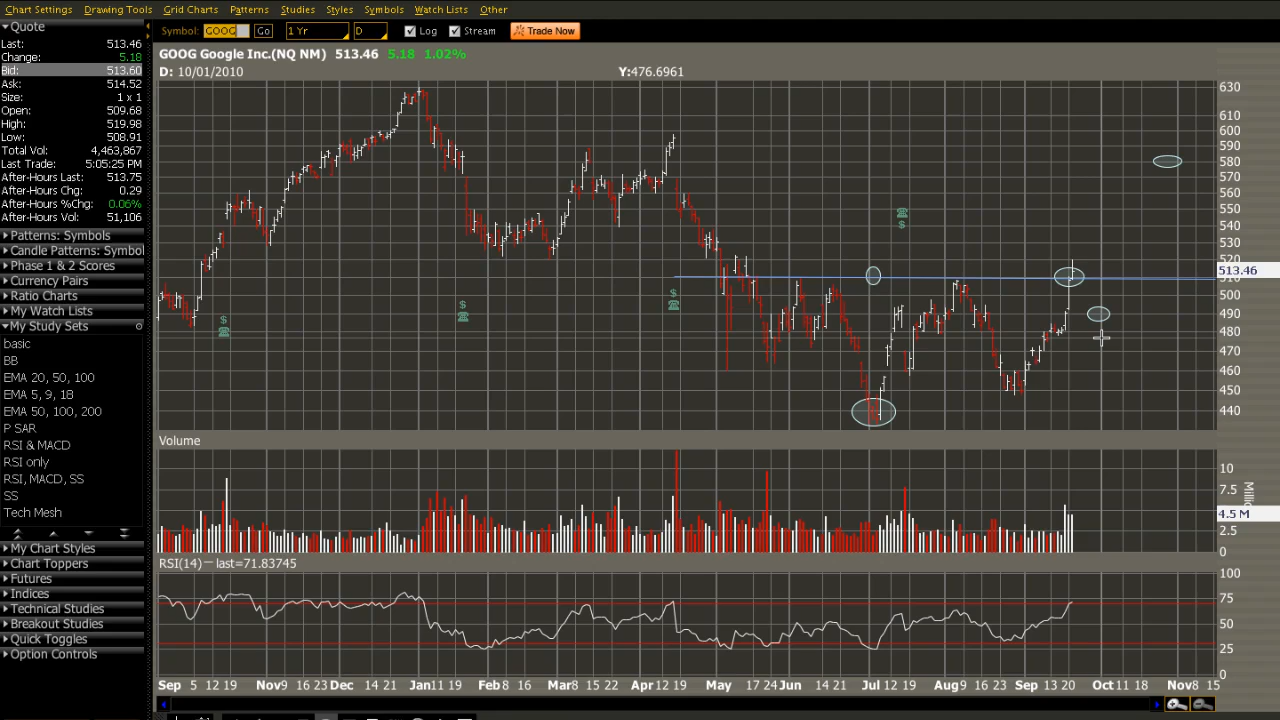 Chart Settings Drawing Tools Grid Charts Patterns Studies Styles Symbols Watch Lists Other
Symbol: GOOG Go 1 Yr D Log Stream Trade Now
Quote
Last: 513.46
Change: 5.18
Bid: 513.60
Ask: 514.52
Size: 1 x 1
Open: 509.68
High: 519.98
Low: 508.91
Total Vol: 4,463,867
Last Trade: 5:05:25 PM
After-Hours Last: 513.75
After-Hours Chg: 0.29
After-Hours %Chg: 0.06%
After-Hours Vol: 51,106
Patterns: Symbols
Candle Patterns: Symbol
Phase 1 & 2 Scores
Currency Pairs
Ratio Charts
My Watch Lists
My Study Sets
basic
BB
EMA 20, 50, 100
EMA 5, 9, 18
EMA 50, 100, 200
P SAR
RSI & MACD
RSI only
RSI, MACD, SS
SS
Tech Mesh
My Chart Styles
Chart Toppers
Futures
Indices
Technical Studies
Breakout Studies
Quick Toggles
Option Controls
GOOG Google Inc.(NQ NM) 513.46 5.18 1.02%
D: 10/01/2010 Y:476.6961
630
610
600
590
580
570
560
550
540
530
520
513.46
510
500
490
480
470
460
450
440
Volume
10
7.5
4.5 M
2.5
0
RSI(14) — last=71.83745
100
75
50
25
0
Sep 5 12 19 Nov9 16 23 Dec 14 21 Jan11 19 Feb8 16 Mar8 15 22 Apr12 19 May 17 24 Jun 14 21 Jul12 19 Aug9 16 23 Sep 13 20 Oct11 18 Nov8 15